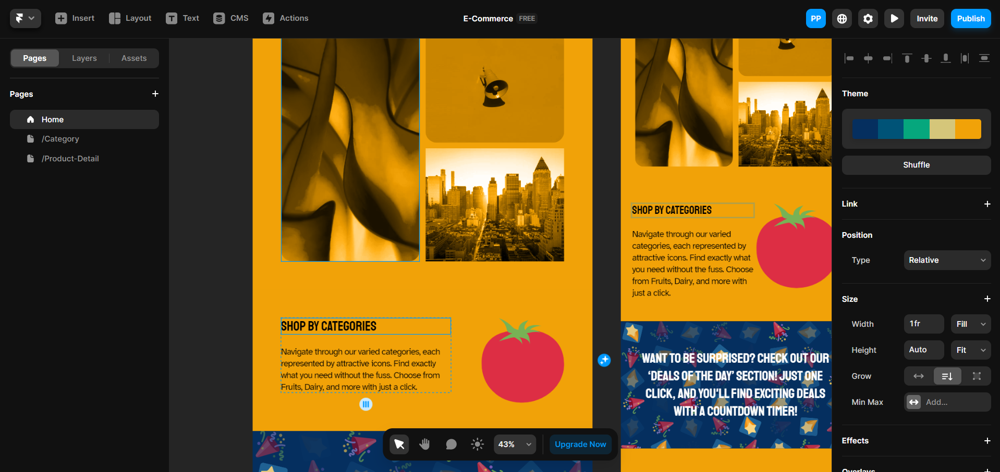 Insert
Layout
Text
CMS
Actions
E-Commerce FREE
PP
Invite
Publish
Pages
Layers
Assets
Pages
Home
/Category
/Product-Detail
SHOP BY CATEGORIES
Navigate through our varied categories, each
represented by attractive icons. Find exactly
what you need without the fuss. Choose from
Fruits, Dairy, and more with just a click.
43%
Upgrade Now
SHOP BY CATEGORIES
Navigate through our varied
categories, each represented by
attractive icons. Find exactly what
you need without the fuss. Choose
from Fruits, Dairy, and more with
just a click.
WANT TO BE SURPRISED? CHECK OUT OUR
‘DEALS OF THE DAY’ SECTION! JUST ONE
CLICK, AND YOU'LL FIND EXCITING DEALS
WITH A COUNTDOWN TIMER!
Theme
Shuffle
Link
Position
Type
Relative
Size
Width
1fr
Fill
Height
Auto
Fit
Grow
Min Max
Add...
Effects
Overlays